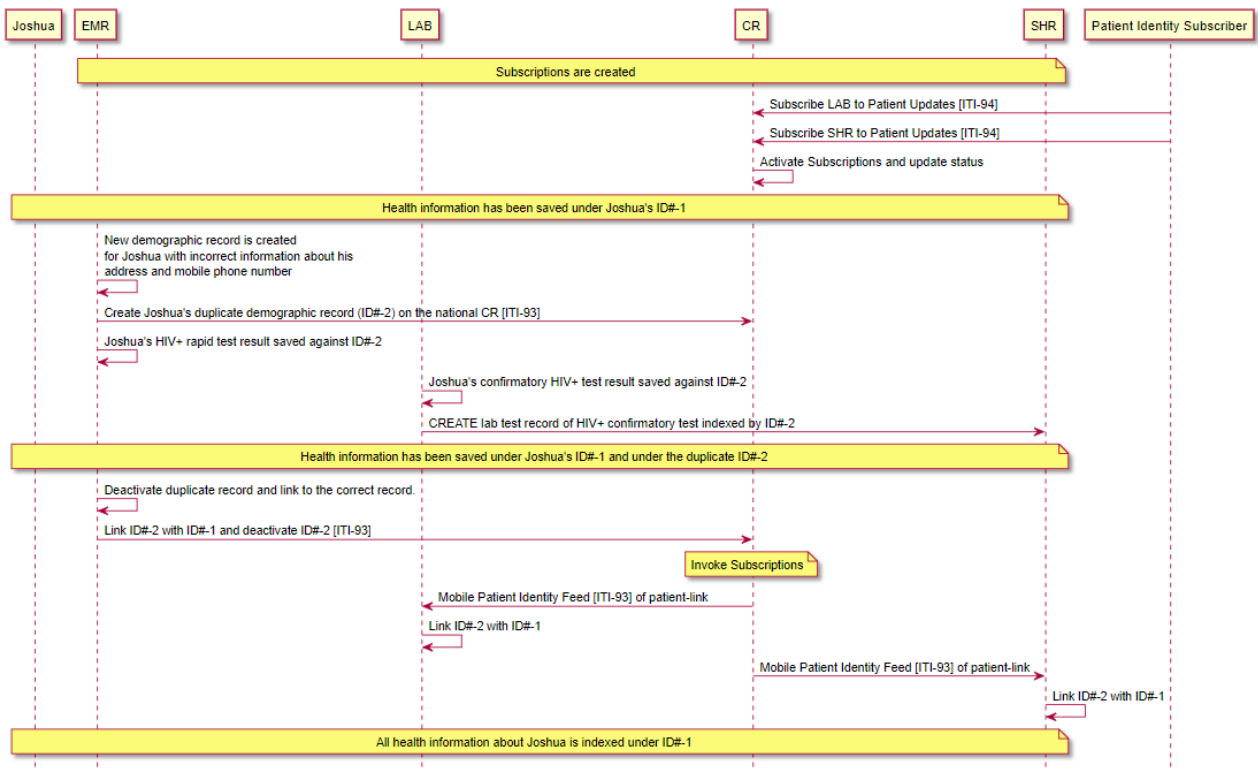 Joshua EMR LAB CR SHR Patient Identity Subscriber
Subscriptions are created
Subscribe LAB to Patient Updates [ITI-94]
Subscribe SHR to Patient Updates [ITI-94]
Activate Subscriptions and update status
Health information has been saved under Joshua's ID#-1
New demographic record is created
for Joshua with incorrect information about his
address and mobile phone number
Create Joshua's duplicate demographic record (ID#-2) on the national CR [ITI-93]
Joshua's HIV+ rapid test result saved against ID#-2
Joshua's confirmatory HIV+ test result saved against ID#-2
CREATE lab test record of HIV+ confirmatory test indexed by ID#-2
Health information has been saved under Joshua's ID#-1 and under the duplicate ID#-2
Deactivate duplicate record and link to the correct record.
Link ID#-2 with ID#-1 and deactivate ID#-2 [ITI-93]
Invoke Subscriptions
Mobile Patient Identity Feed [ITI-93] of patient-link
Link ID#-2 with ID#-1
Mobile Patient Identity Feed [ITI-93] of patient-link
Link ID#-2 with ID#-1
All health information about Joshua is indexed under ID#-1